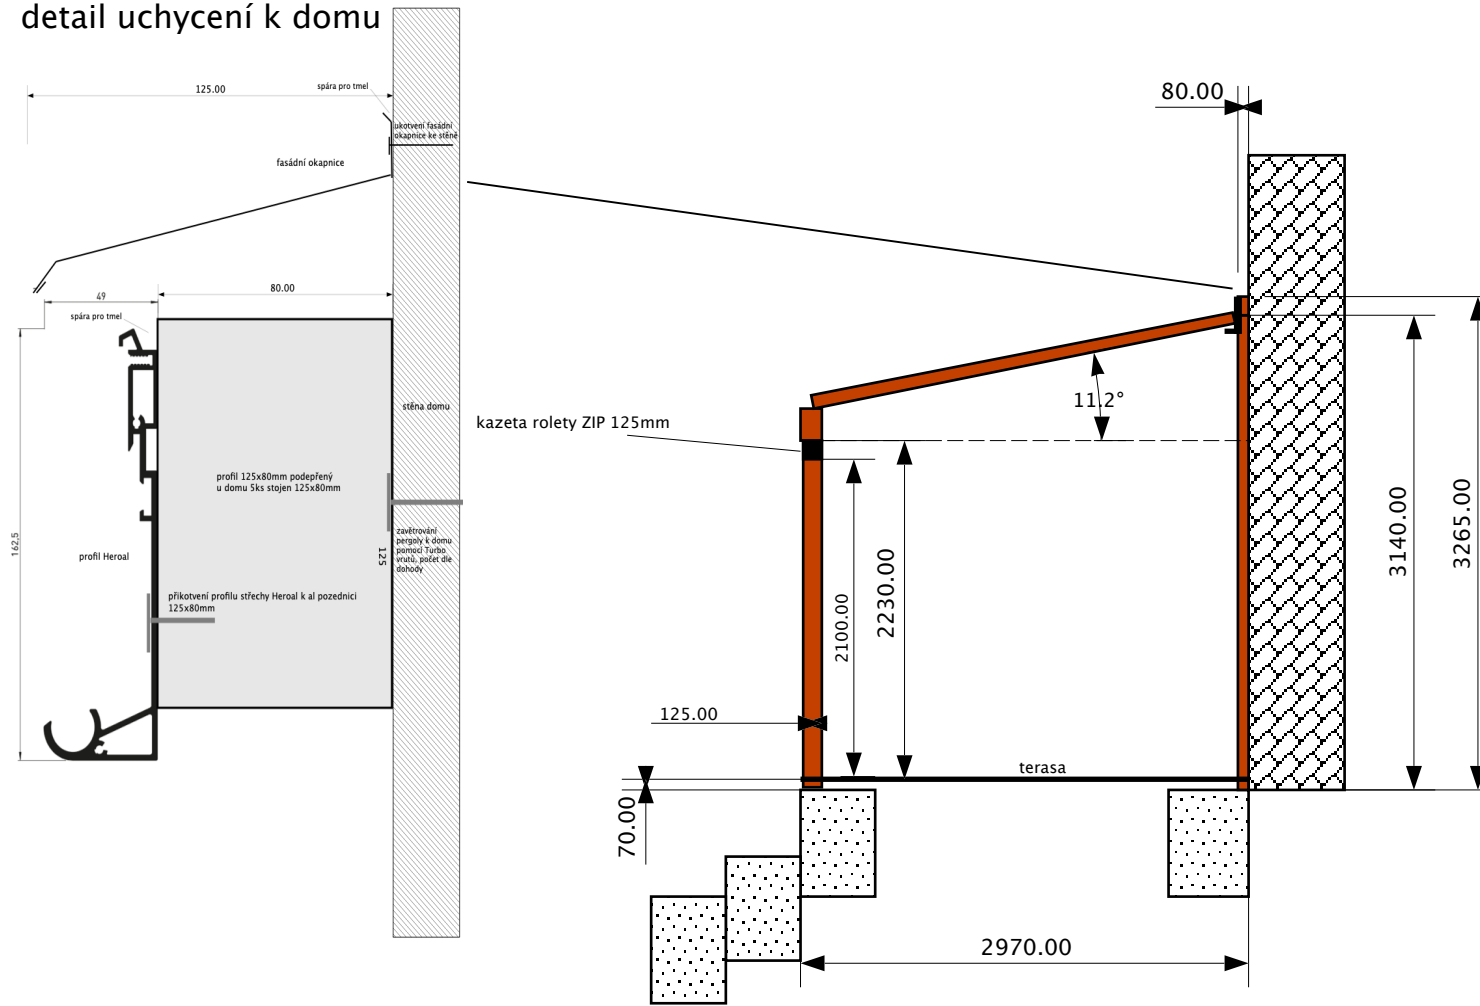 detail uchycení k domu
125.00
spára pro tmel
ukotvení fasádní
okapnice ke stěně
fasádní okapnice
80.00
49
spára pro tmel
stěna domu
profil 125x80mm podepřený
u domu 5ks stojen 125x80mm
162,5
profil Heroal
125
zavětrování
pergoly k domu
pomocí Turbo
vrutů, počet dle
dohody
přikotvení profilu střechy Heroal k al pozednici
125x80mm
80.00
kazeta rolety ZIP 125mm
11.2°
2100.00
2230.00
3140.00
3265.00
125.00
terasa
70.00
2970.00